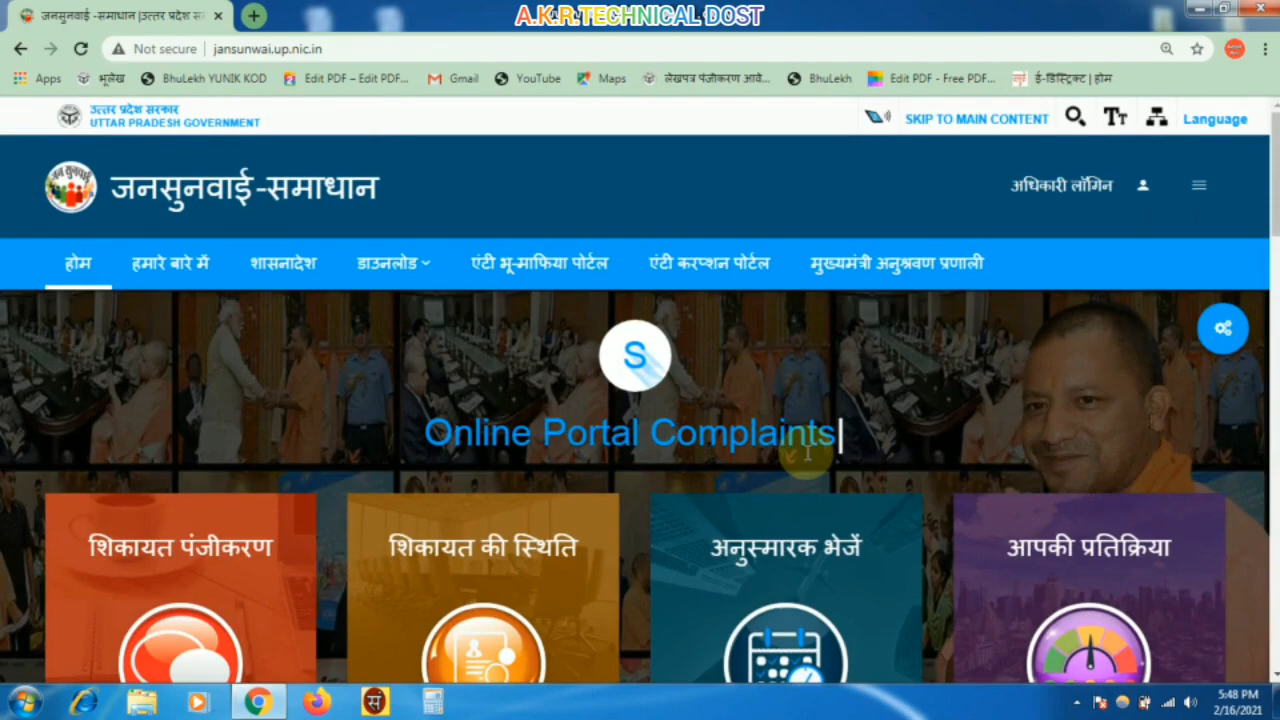 A.K.R.TECHNICAL DOST
जनसुनवाई -समाधान |उत्तर प्रदेश सर
Not secure | jansunwai.up.nic.in
Apps भूलेख BhuLekh YUNIK KOD Edit PDF – Edit PDF... Gmail YouTube Maps लेखपत्र पंजीकरण आवे... BhuLekh Edit PDF - Free PDF... ई-डिस्ट्रिक्ट | होम
उत्तर प्रदेश सरकार
UTTAR PRADESH GOVERNMENT
SKIP TO MAIN CONTENT TT Language
जनसुनवाई-समाधान
अधिकारी लॉगिन
होम हमारे बारे में शासनादेश डाउनलोड एंटी भू-माफिया पोर्टल एंटी करप्शन पोर्टल मुख्यमंत्री अनुश्रवण प्रणाली
S
Online Portal Complaints
शिकायत पंजीकरण शिकायत की स्थिति अनुस्मारक भेजें आपकी प्रतिक्रिया
5:48 PM
2/16/2021